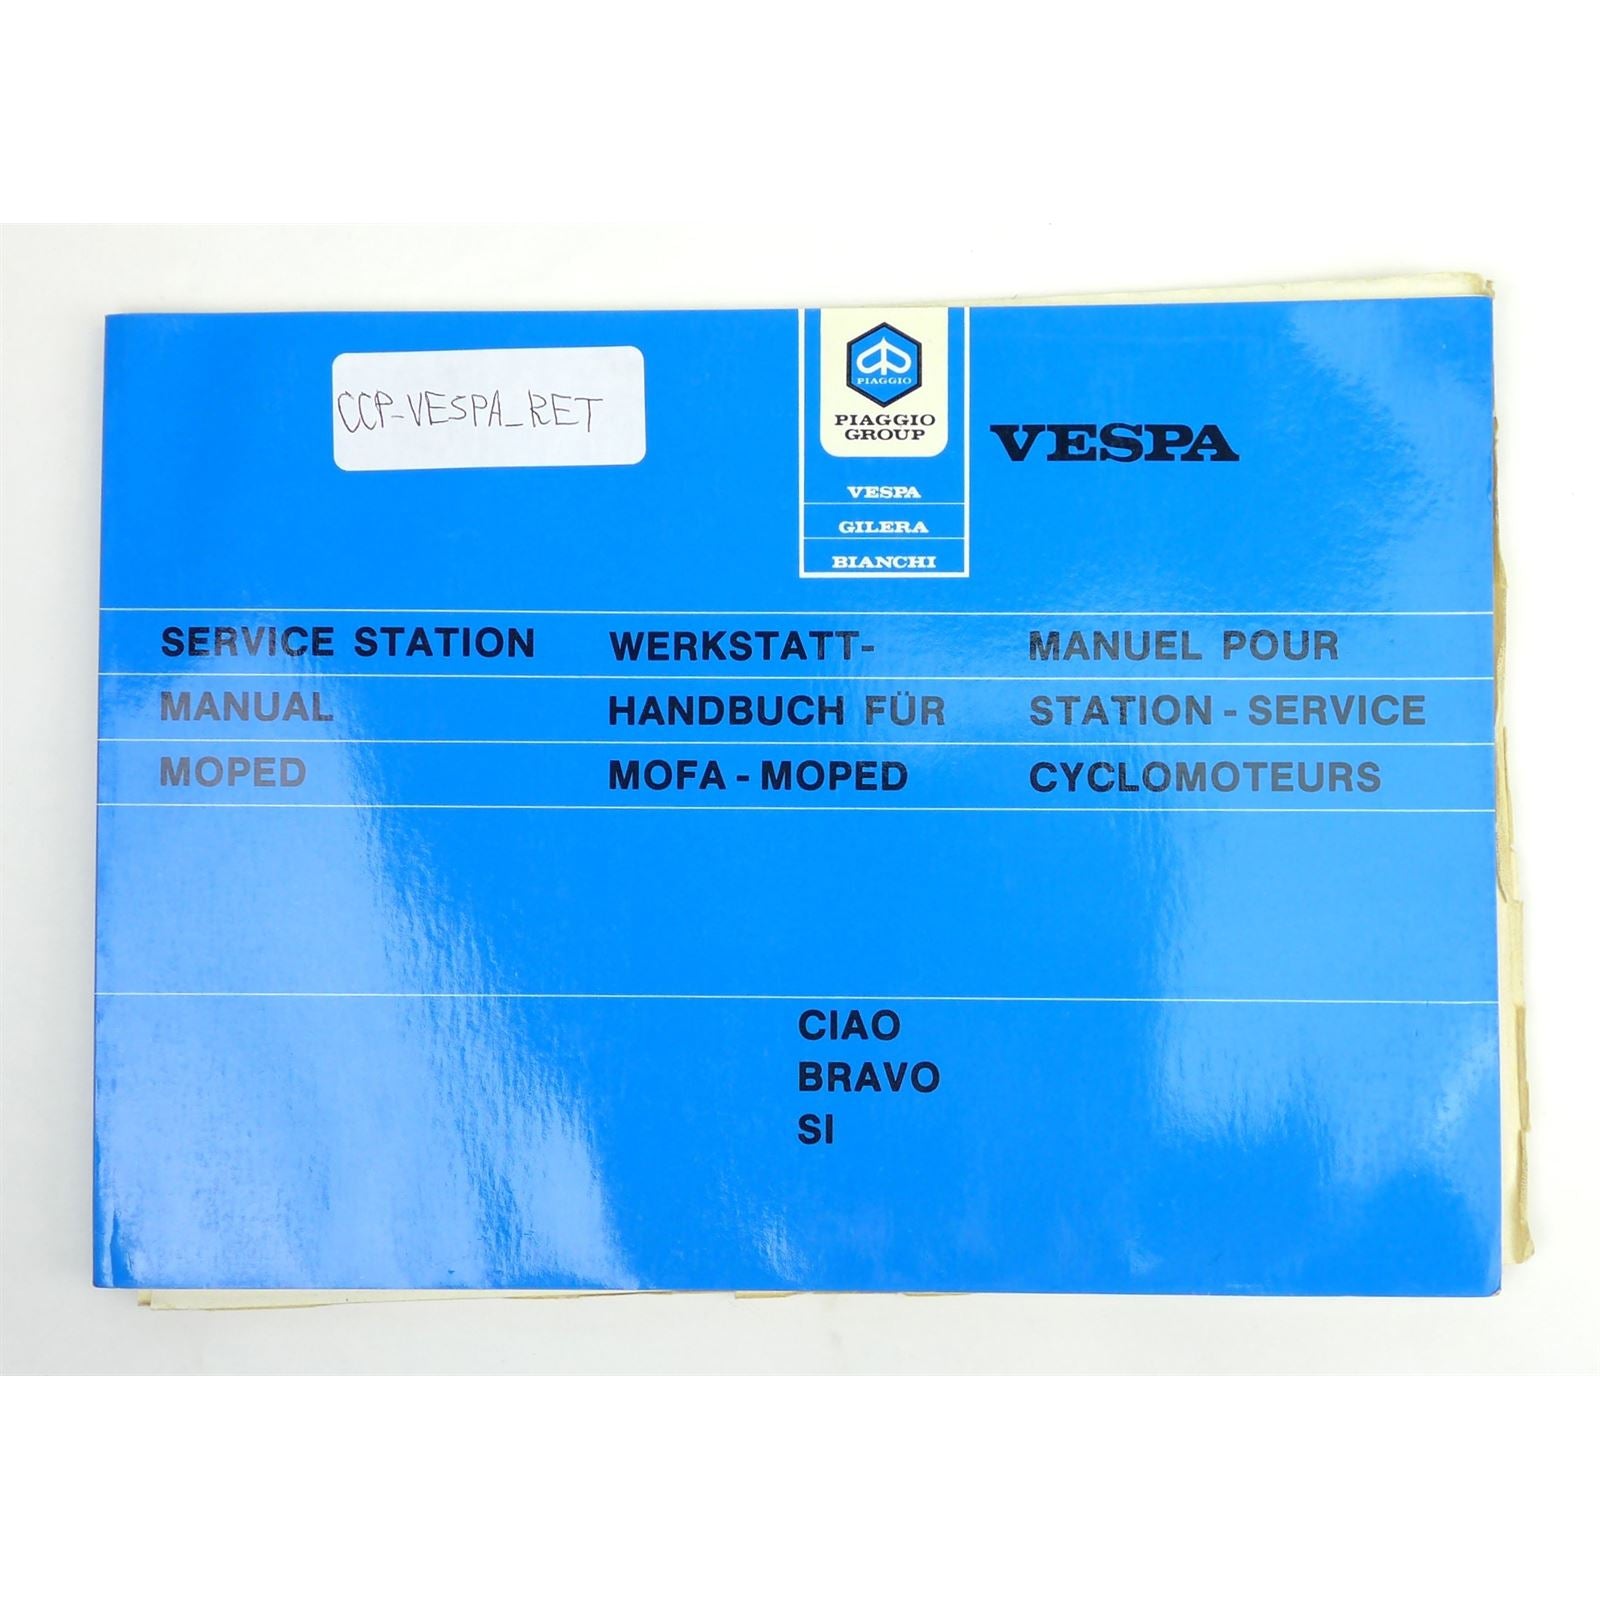 CCP-VESPA_RET
PIAGGIO
PIAGGIO
GROUP
VESPA
GILERA
BIANCHI
VESPA
SERVICE STATION
MANUAL
MOPED
WERKSTATT-
HANDBUCH FÜR
MOFA - MOPED
MANUEL POUR
STATION - SERVICE
CYCLOMOTEURS
CIAO
BRAVO
SI